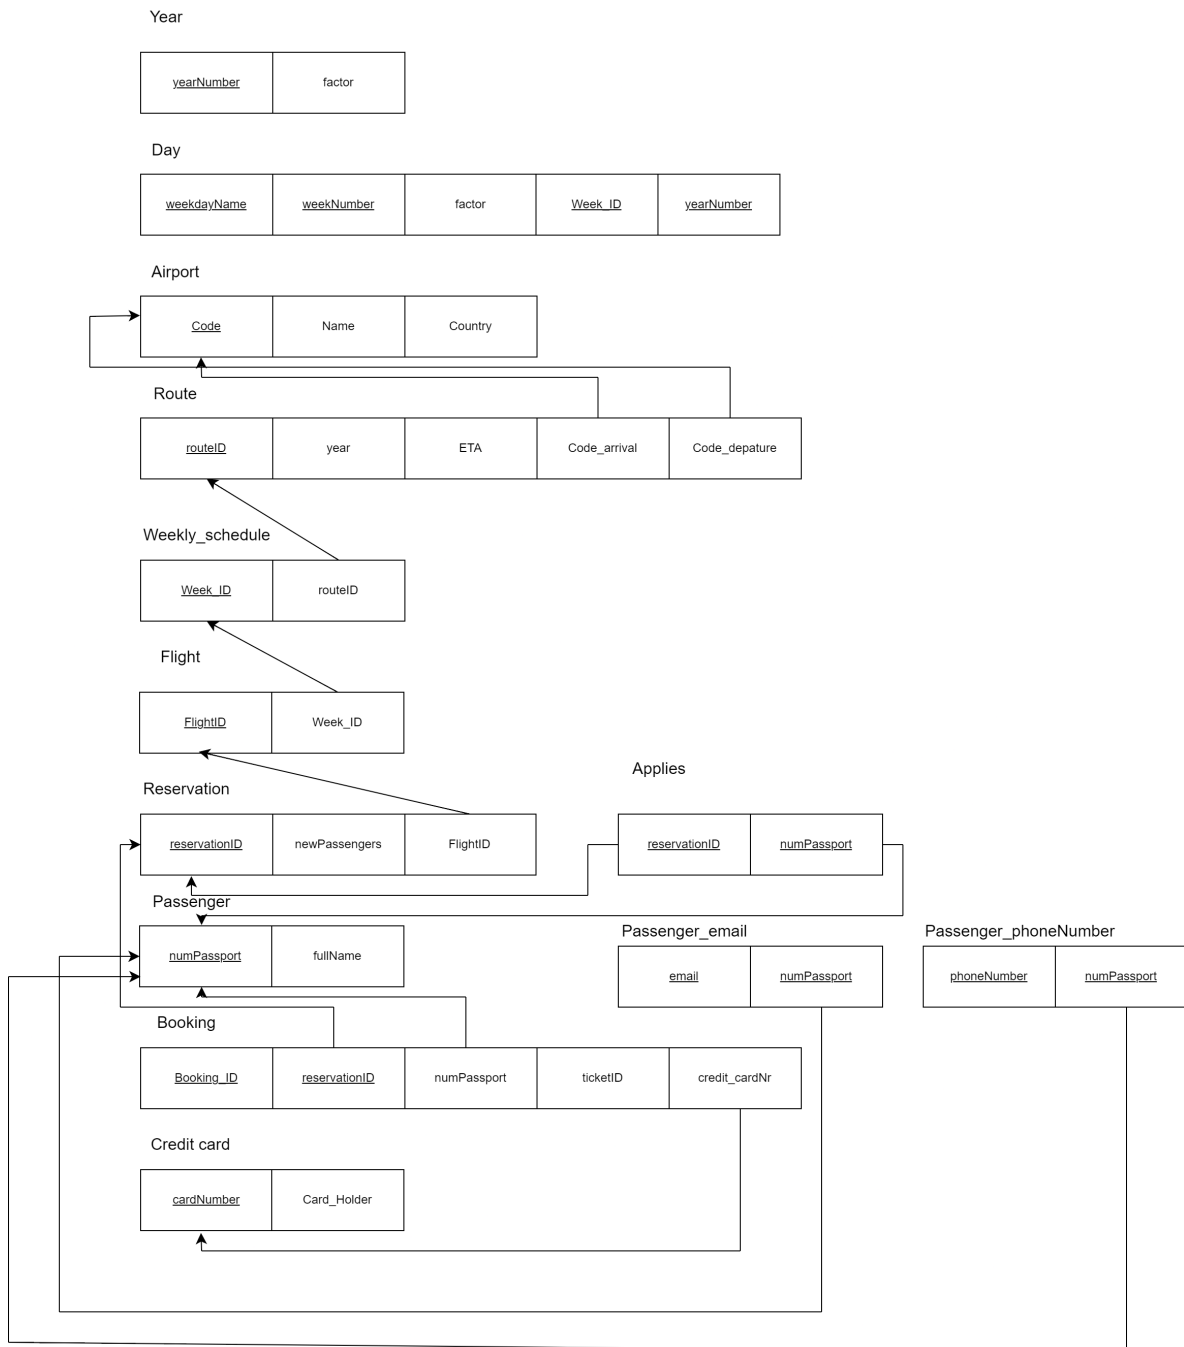 Year
yearNumber factor
Day
weekdayName weekNumber factor Week_ID yearNumber
Airport
Code Name Country
Route
routeID year ETA Code_arrival Code_depature
Weekly_schedule
Week_ID routeID
Flight
FlightID Week_ID
Reservation
reservationID newPassengers FlightID
Applies
reservationID numPassport
Passenger
numPassport fullName
Passenger_email
email numPassport
Passenger_phoneNumber
phoneNumber numPassport
Booking
Booking_ID reservationID numPassport ticketID credit_cardNr
Credit card
cardNumber Card_Holder